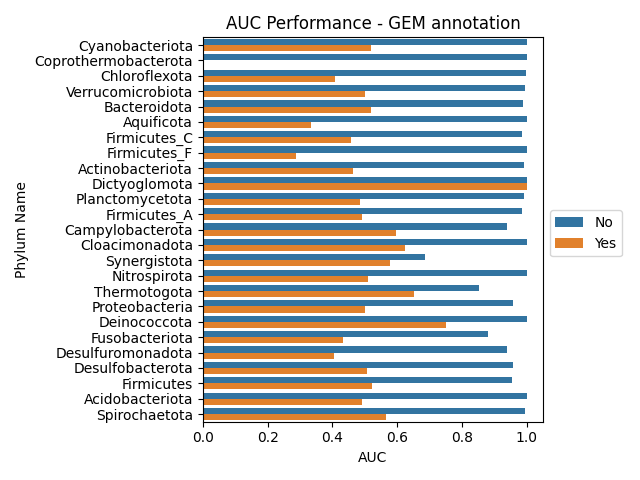 AUC Performance - GEM annotation
Cyanobacteriota
Coprothermobacterota
Chloroflexota
Verrucomicrobiota
Bacteroidota
Aquificota
Firmicutes_C
Firmicutes_F
Actinobacteriota
Dictyoglomota
Planctomycetota
Firmicutes_A
Campylobacterota
Cloacimonadota
Synergistota
Nitrospirota
Thermotogota
Proteobacteria
Deinococcota
Fusobacteriota
Desulfuromonadota
Desulfobacterota
Firmicutes
Acidobacteriota
Spirochaetota
Phylum Name
0.0 0.2 0.4 0.6 0.8 1.0
AUC
No
Yes